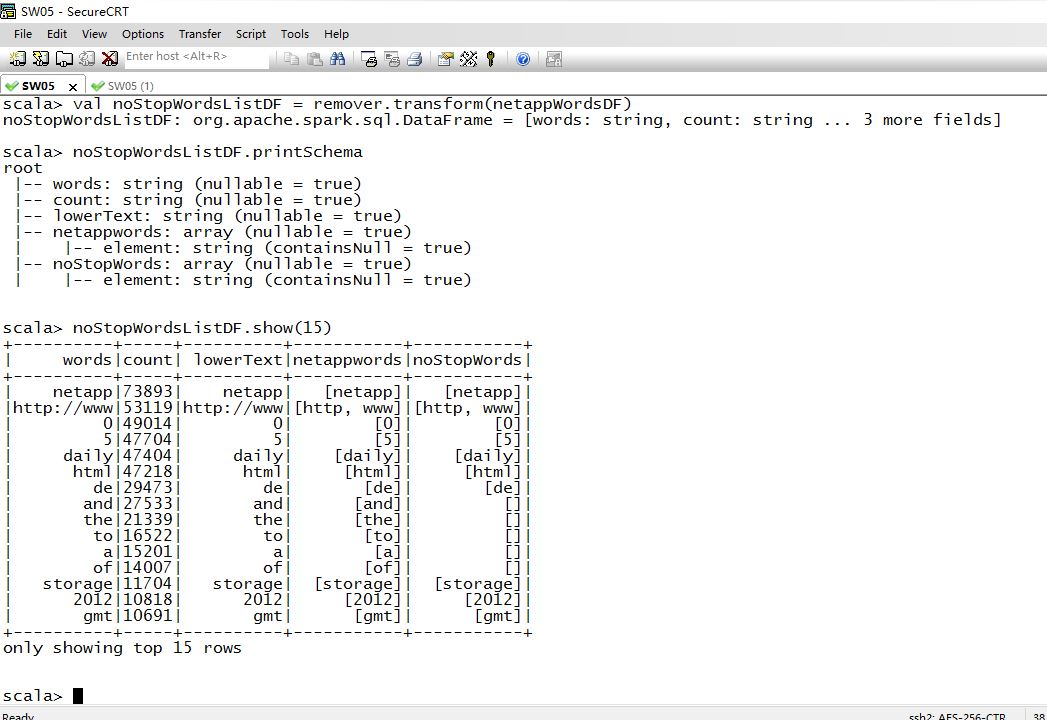 SW05 - SecureCRT
File Edit View Options Transfer Script Tools Help
Enter host <Alt+R>
SW05 x SW05 (1)
scala> val noStopWordsListDF = remover.transform(netappWordsDF)
noStopWordsListDF: org.apache.spark.sql.DataFrame = [words: string, count: string ... 3 more fields]
scala> noStopWordsListDF.printSchema
root
 |-- words: string (nullable = true)
 |-- count: string (nullable = true)
 |-- lowerText: string (nullable = true)
 |-- netappwords: array (nullable = true)
 |    |-- element: string (containsNull = true)
 |-- noStopWords: array (nullable = true)
 |    |-- element: string (containsNull = true)
scala> noStopWordsListDF.show(15)
+----------+-----+----------+-----------+-----------+
|     words|count| lowerText|netappwords|noStopWords|
+----------+-----+----------+-----------+-----------+
|    netapp|73893|    netapp|   [netapp]|   [netapp]|
|http://www|53119|http://www|[http, www]|[http, www]|
|         0|49014|         0|        [0]|        [0]|
|         5|47704|         5|        [5]|        [5]|
|     daily|47404|     daily|    [daily]|    [daily]|
|      html|47218|      html|     [html]|     [html]|
|        de|29473|        de|       [de]|       [de]|
|       and|27533|       and|      [and]|         []|
|       the|21339|       the|      [the]|         []|
|        to|16522|        to|       [to]|         []|
|         a|15201|         a|        [a]|         []|
|        of|14007|        of|       [of]|         []|
|   storage|11704|   storage|  [storage]|  [storage]|
|      2012|10818|      2012|     [2012]|     [2012]|
|       gmt|10691|       gmt|      [gmt]|      [gmt]|
+----------+-----+----------+-----------+-----------+
only showing top 15 rows
scala>
Ready ssh2: AES-256-CTR 38